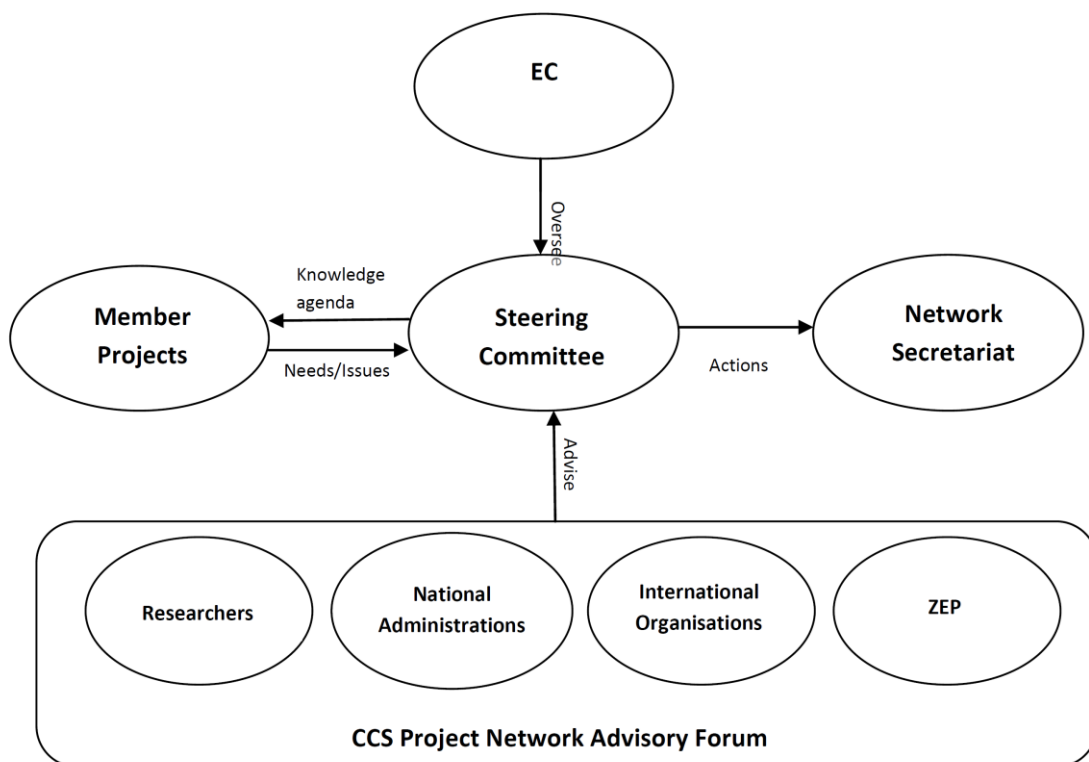 EC
Oversee
Knowledge
agenda
Member
Projects
Needs/Issues
Steering
Committee
Actions
Network
Secretariat
Advise
Researchers
National
Administrations
International
Organisations
ZEP
CCS Project Network Advisory Forum